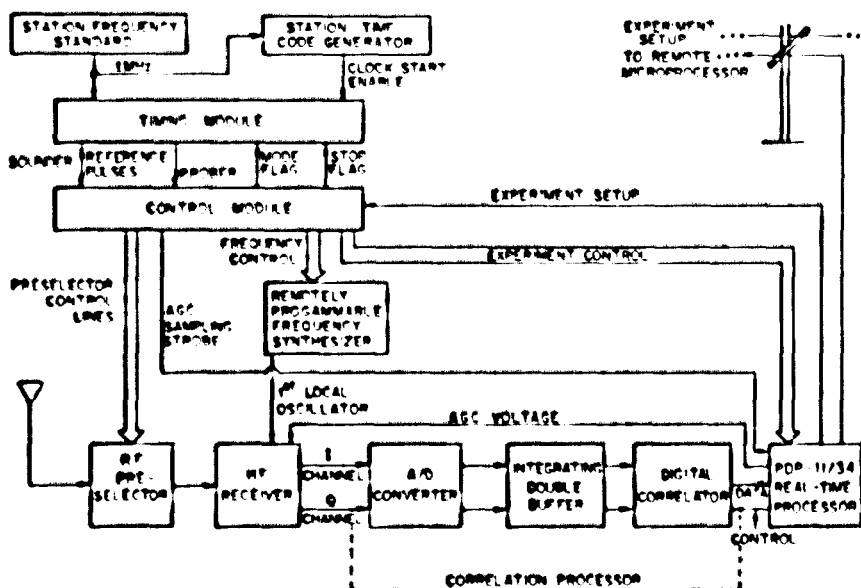 STATION FREQUENCY
STANDARD
STATION TIME
CODE GENERATOR
1MHz
CLOCK START
ENABLE
EXPERIMENT
SETUP
TO REMOTE
MICROPROCESSOR
TIMING MODULE
SOUNDER
REFERENCE
PULSES
PROBER
MODE
FLAG
STOP
FLAG
CONTROL MODULE
EXPERIMENT SETUP
FREQUENCY
CONTROL
EXPERIMENT CONTROL
PRESELECTOR
CONTROL
LINES
AGC
SAMPLING
STROBE
REMOTELY
PROGAMMABLE
FREQUENCY
SYNTHESIZER
1st LOCAL
OSCILLATOR
AGC VOLTAGE
R.F.
PRE-
SELECTOR
H.F.
RECEIVER
I
CHANNEL
Q
CHANNEL
A/D
CONVERTER
INTEGRATING
DOUBLE
BUFFER
DIGITAL
CORRELATOR
DATA
PDP-11/34
REAL-TIME
PROCESSOR
CONTROL
CORRELATION PROCESSOR